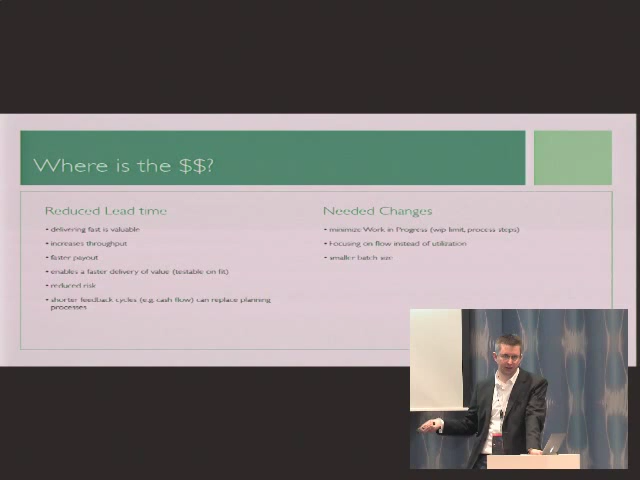 Where is the $$?
Reduced Lead time
• delivering fast is valuable
• increases throughput
• faster payout
• enables a faster delivery of value (testable on fit)
• reduced risk
• shorter feedback cycles (e.g. cash flow) can replace planning
processes
Needed Changes
• minimize Work in Progress (wip limit, process steps)
• Focusing on flow instead of utilization
• smaller batch size